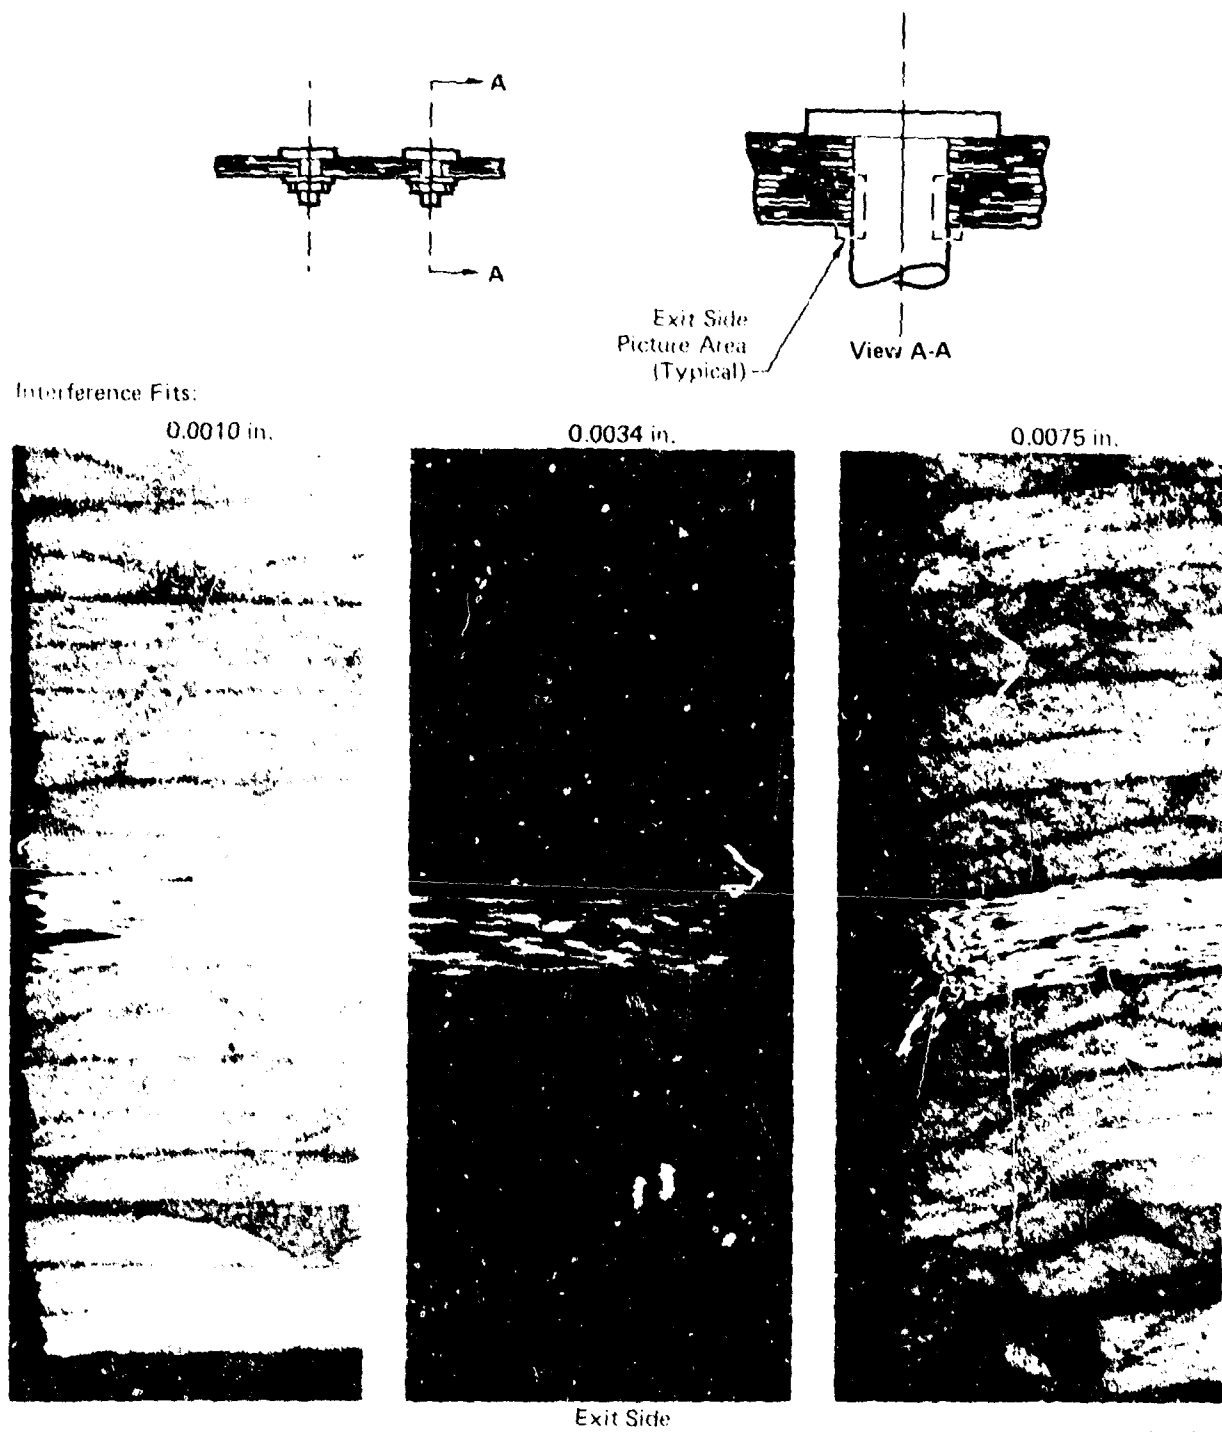 A
A
Exit Side
Picture Area
(Typical)
View A-A
Interference Fits:
0.0010 in.
0.0034 in.
0.0075 in.
Exit Side